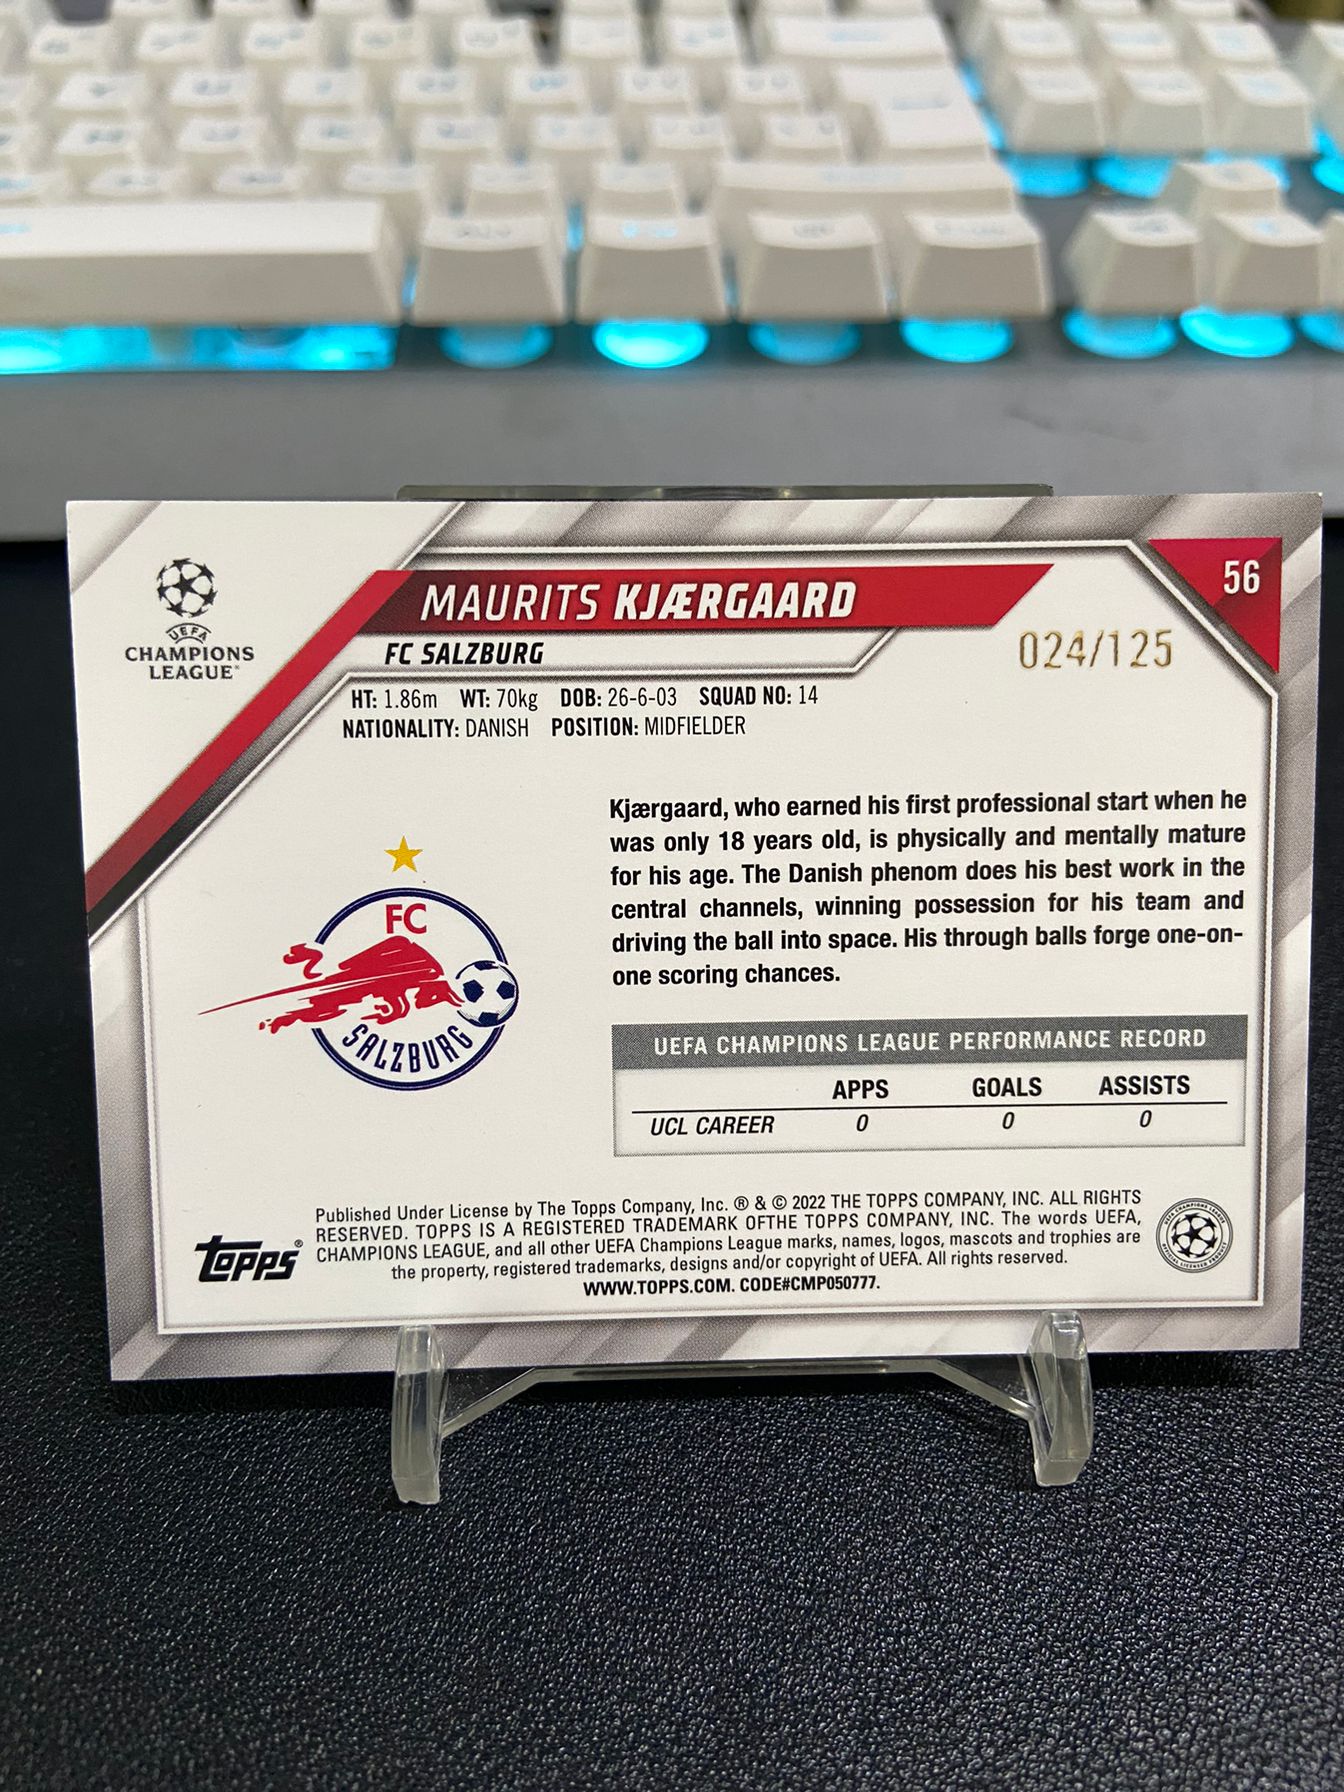 UEFA
CHAMPIONS
LEAGUE®
MAURITS KJÆRGAARD
56
FC SALZBURG
024/125
HT: 1.86m WT: 70kg DOB: 26-6-03 SQUAD NO: 14
NATIONALITY: DANISH POSITION: MIDFIELDER
FC
SALZBURG
Kjærgaard, who earned his first professional start when he
was only 18 years old, is physically and mentally mature
for his age. The Danish phenom does his best work in the
central channels, winning possession for his team and
driving the ball into space. His through balls forge one-on-
one scoring chances.
UEFA CHAMPIONS LEAGUE PERFORMANCE RECORD
APPS GOALS ASSISTS
UCL CAREER 0 0 0
topps®
Published Under License by The Topps Company, Inc. ® & © 2022 THE TOPPS COMPANY, INC. ALL RIGHTS
RESERVED. TOPPS IS A REGISTERED TRADEMARK OFTHE TOPPS COMPANY, INC. The words UEFA,
CHAMPIONS LEAGUE, and all other UEFA Champions League marks, names, logos, mascots and trophies are
the property, registered trademarks, designs and/or copyright of UEFA. All rights reserved.
WWW.TOPPS.COM. CODE#CMP050777.